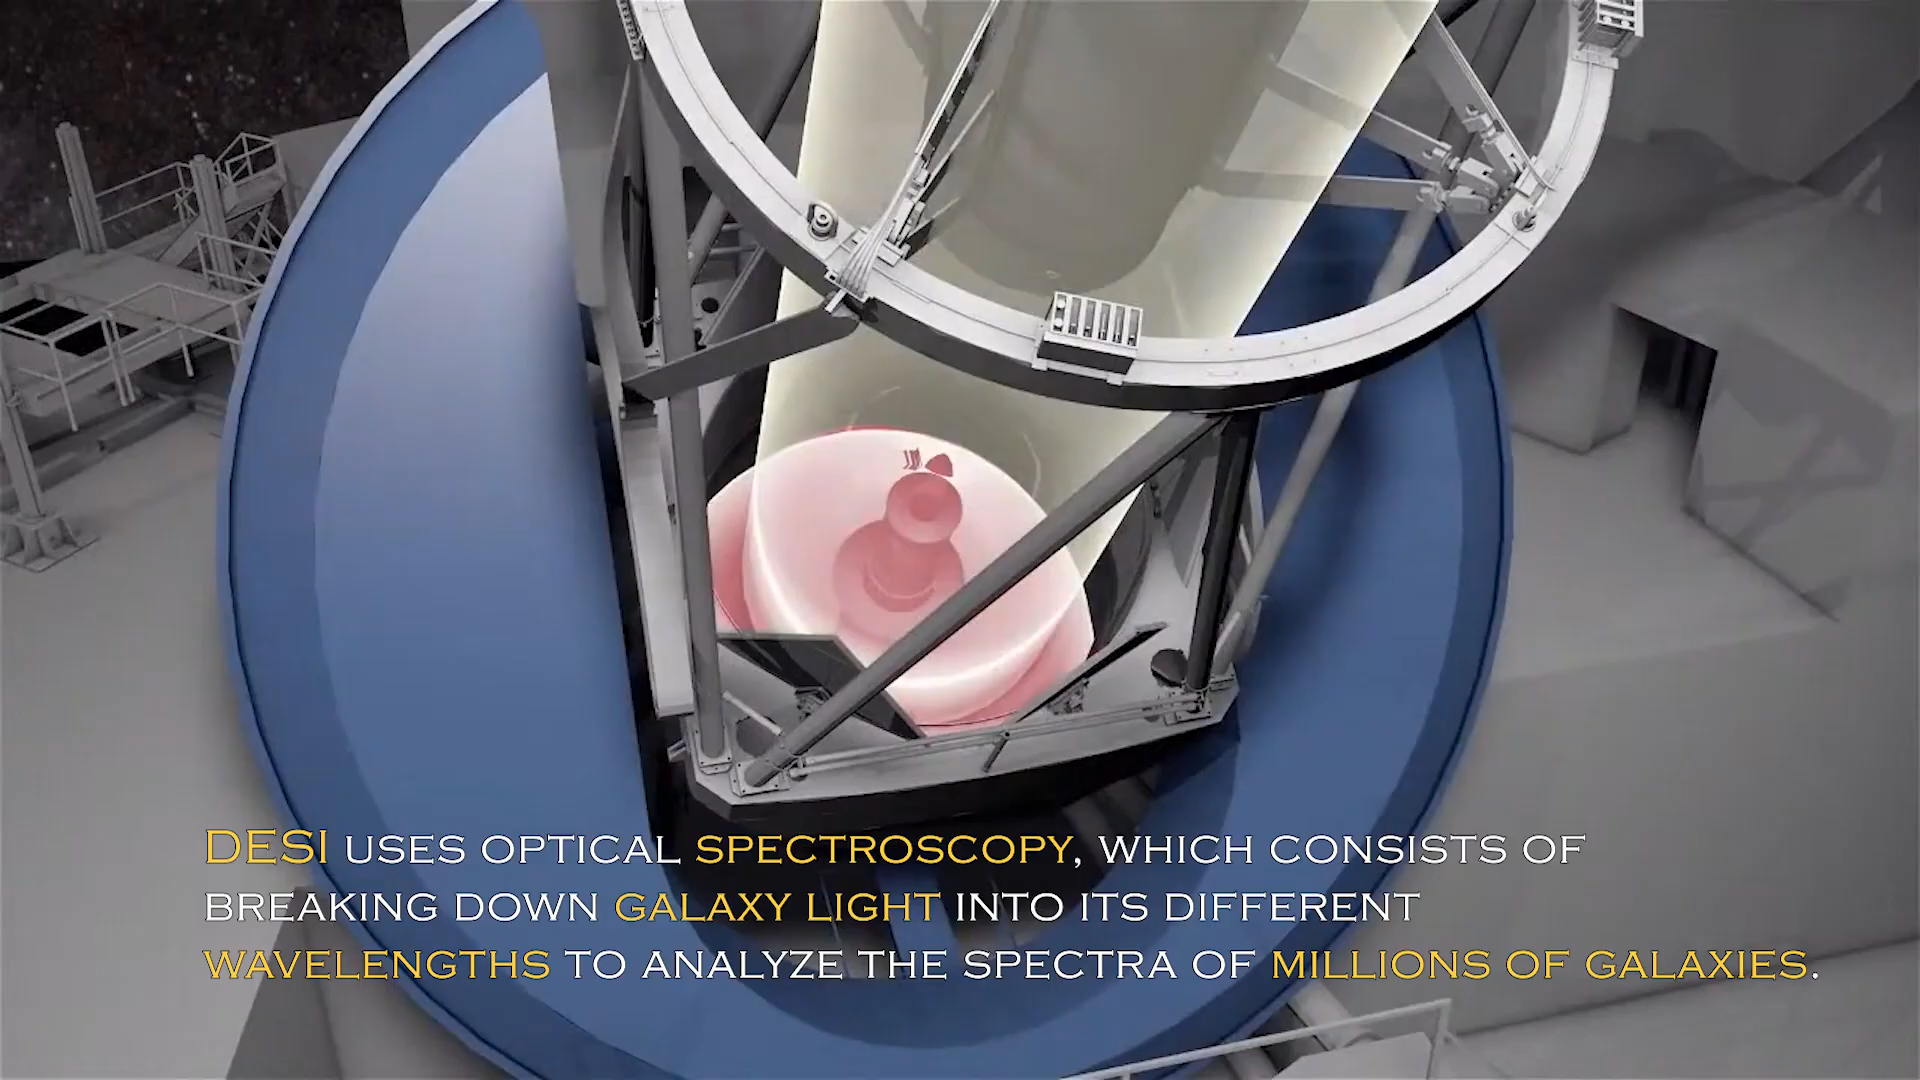 DESI USES OPTICAL SPECTROSCOPY, WHICH CONSISTS OF
BREAKING DOWN GALAXY LIGHT INTO ITS DIFFERENT
WAVELENGTHS TO ANALYZE THE SPECTRA OF MILLIONS OF GALAXIES.